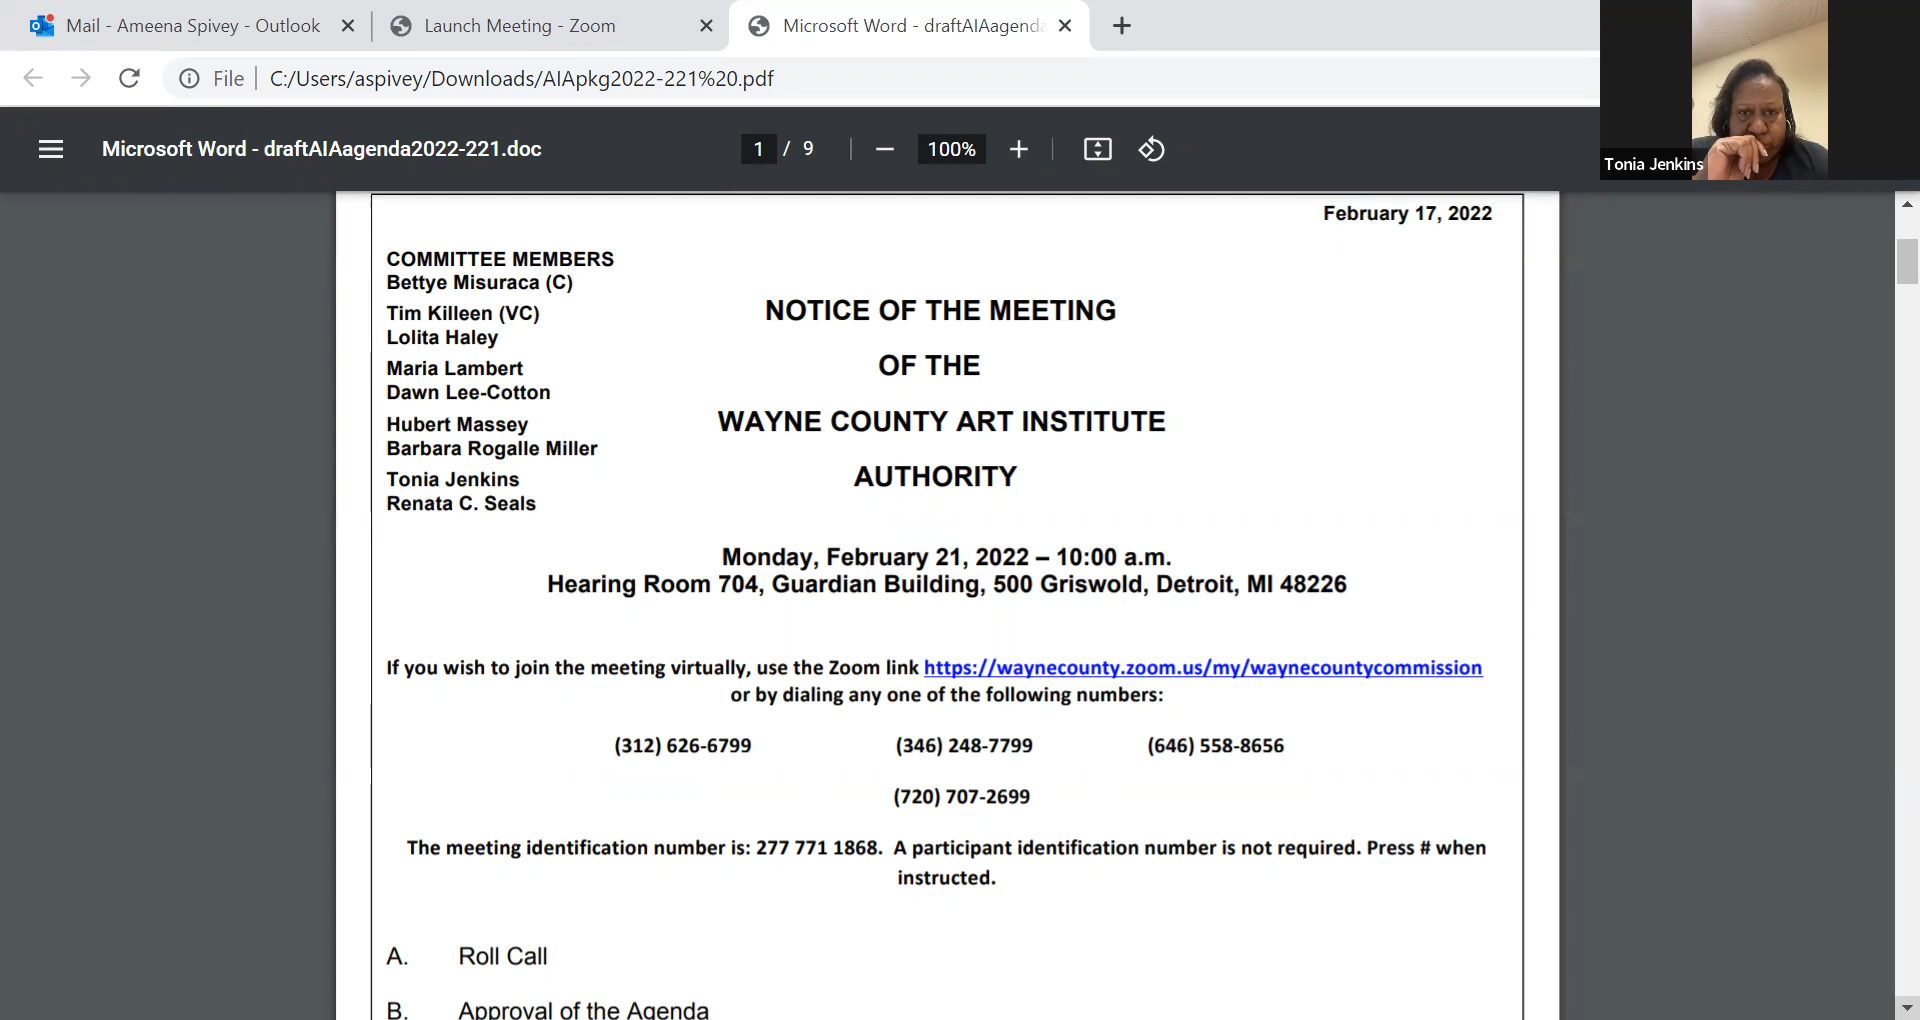 Mail - Ameena Spivey - Outlook
Launch Meeting - Zoom
Microsoft Word - draftAIAagenda
File
C:/Users/aspivey/Downloads/AIApkg2022-221%20.pdf
Microsoft Word - draftAIAagenda2022-221.doc
1 / 9
100%
Tonia Jenkins
February 17, 2022
COMMITTEE MEMBERS
Bettye Misuraca (C)
Tim Killeen (VC)
Lolita Haley
Maria Lambert
Dawn Lee-Cotton
Hubert Massey
Barbara Rogalle Miller
Tonia Jenkins
Renata C. Seals
NOTICE OF THE MEETING
OF THE
WAYNE COUNTY ART INSTITUTE
AUTHORITY
Monday, February 21, 2022 – 10:00 a.m.
Hearing Room 704, Guardian Building, 500 Griswold, Detroit, MI 48226
If you wish to join the meeting virtually, use the Zoom link https://waynecounty.zoom.us/my/waynecountycommission
or by dialing any one of the following numbers:
(312) 626-6799 (346) 248-7799 (646) 558-8656
(720) 707-2699
The meeting identification number is: 277 771 1868. A participant identification number is not required. Press # when
instructed.
A. Roll Call
B. Approval of the Agenda